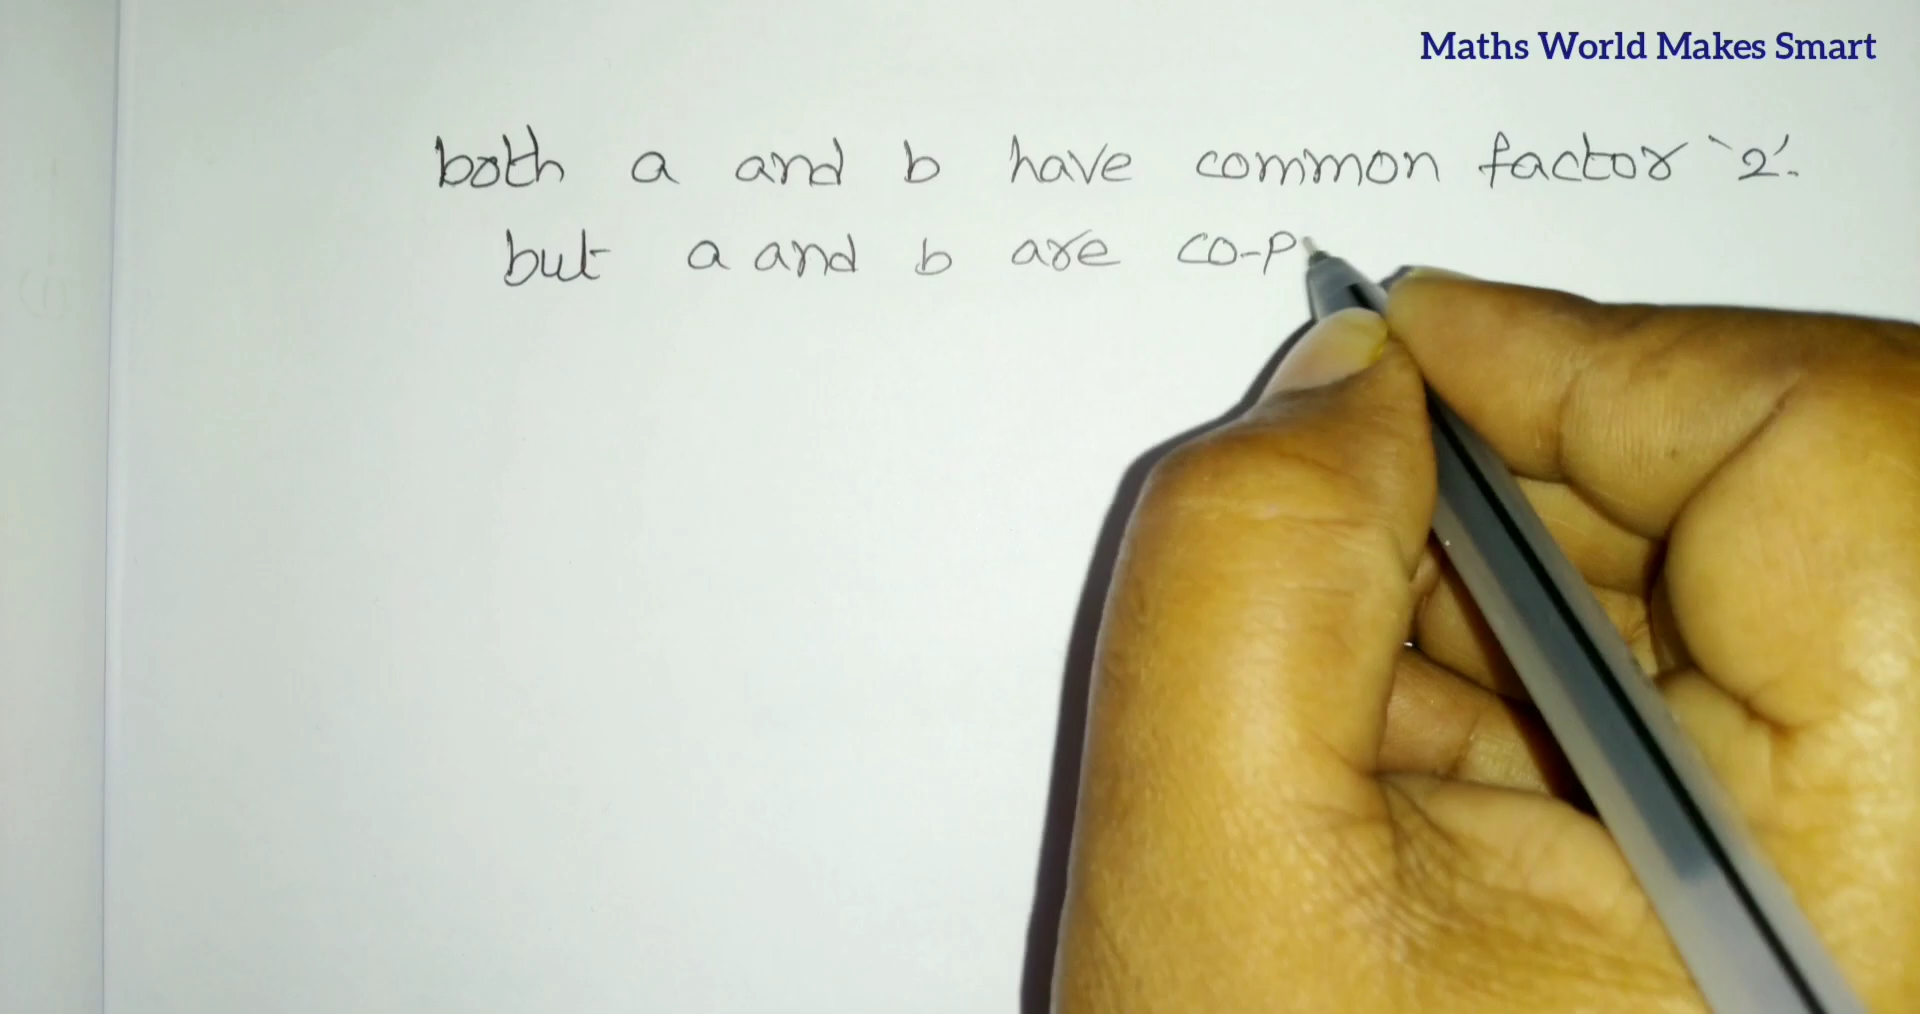 Maths World Makes Smart
both a and b have common factor `2'.
but a and b are co-p